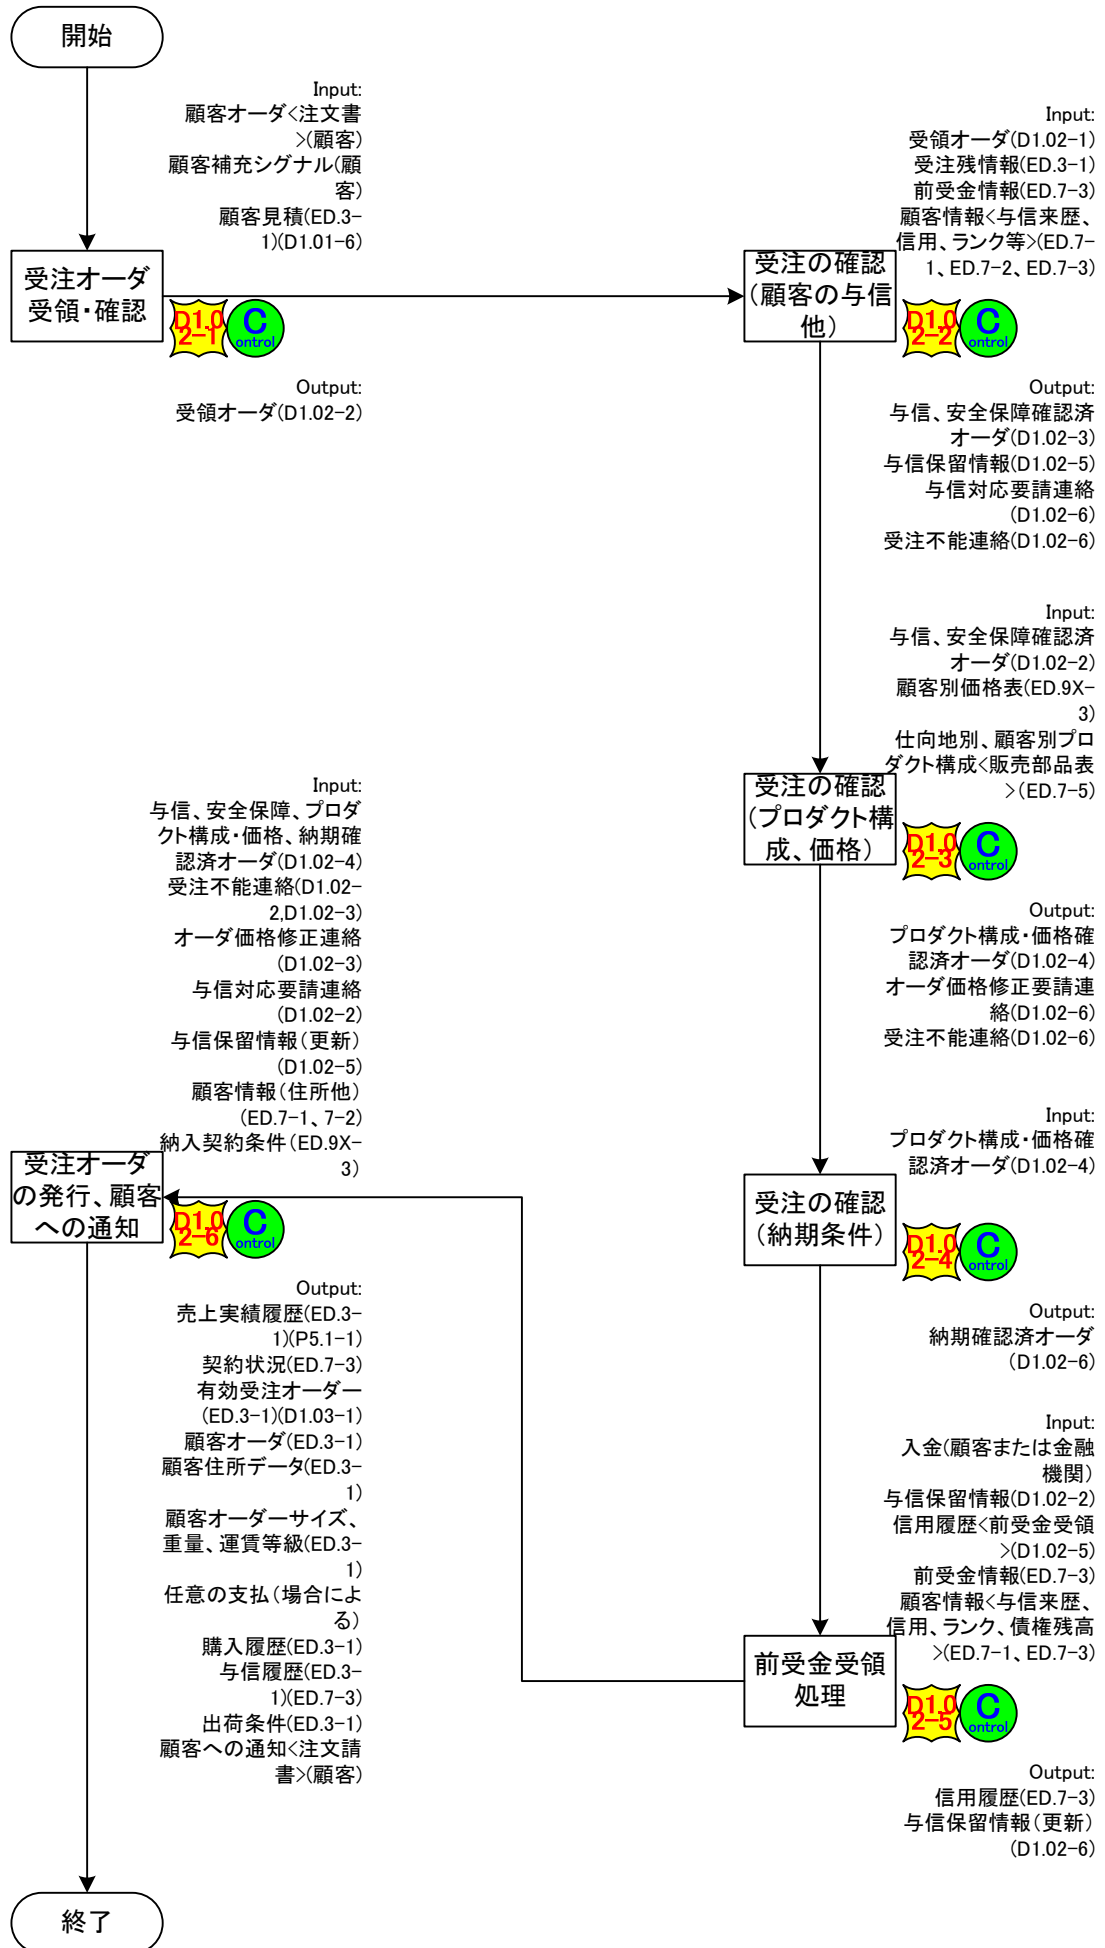 開始
Input:
顧客オーダ<注文書
>(顧客)
顧客補充シグナル(顧
客)
顧客見積(ED.3-
1)(D1.01-6)
受注オーダ
受領・確認
D1.0
2-1
C
ontrol
Output:
受領オーダ(D1.02-2)
Input:
受領オーダ(D1.02-1)
受注残情報(ED.3-1)
前受金情報(ED.7-3)
顧客情報<与信来歴、
信用、ランク等>(ED.7-
1、ED.7-2、ED.7-3)
受注の確認
(顧客の与信
他)
D1.0
2-2
C
ontrol
Output:
与信、安全保障確認済
オーダ(D1.02-3)
与信保留情報(D1.02-5)
与信対応要請連絡
(D1.02-6)
受注不能連絡(D1.02-6)
Input:
与信、安全保障確認済
オーダ(D1.02-2)
顧客別価格表(ED.9X-
3)
仕向地別、顧客別プロ
ダクト構成<販売部品表
>(ED.7-5)
受注の確認
(プロダクト構
成、価格)
D1.0
2-3
C
ontrol
Output:
プロダクト構成・価格確
認済オーダ(D1.02-4)
オーダ価格修正要請連
絡(D1.02-6)
受注不能連絡(D1.02-6)
Input:
プロダクト構成・価格確
認済オーダ(D1.02-4)
受注の確認
(納期条件)
D1.0
2-4
C
ontrol
Output:
納期確認済オーダ
(D1.02-6)
Input:
入金(顧客または金融
機関)
与信保留情報(D1.02-2)
信用履歴<前受金受領
>(D1.02-5)
前受金情報(ED.7-3)
顧客情報<与信来歴、
信用、ランク、債権残高
>(ED.7-1、ED.7-3)
前受金受領
処理
D1.0
2-5
C
ontrol
Output:
信用履歴(ED.7-3)
与信保留情報(更新)
(D1.02-6)
Input:
与信、安全保障、プロダ
クト構成・価格、納期確
認済オーダ(D1.02-4)
受注不能連絡(D1.02-
2,D1.02-3)
オーダ価格修正連絡
(D1.02-3)
与信対応要請連絡
(D1.02-2)
与信保留情報(更新)
(D1.02-5)
顧客情報(住所他)
(ED.7-1、7-2)
納入契約条件(ED.9X-
3)
受注オーダ
の発行、顧客
への通知
D1.0
2-6
C
ontrol
Output:
売上実績履歴(ED.3-
1)(P5.1-1)
契約状況(ED.7-3)
有効受注オーダー
(ED.3-1)(D1.03-1)
顧客オーダ(ED.3-1)
顧客住所データ(ED.3-
1)
顧客オーダーサイズ、
重量、運賃等級(ED.3-
1)
任意の支払(場合によ
る)
購入履歴(ED.3-1)
与信履歴(ED.3-
1)(ED.7-3)
出荷条件(ED.3-1)
顧客への通知<注文請
書>(顧客)
終了